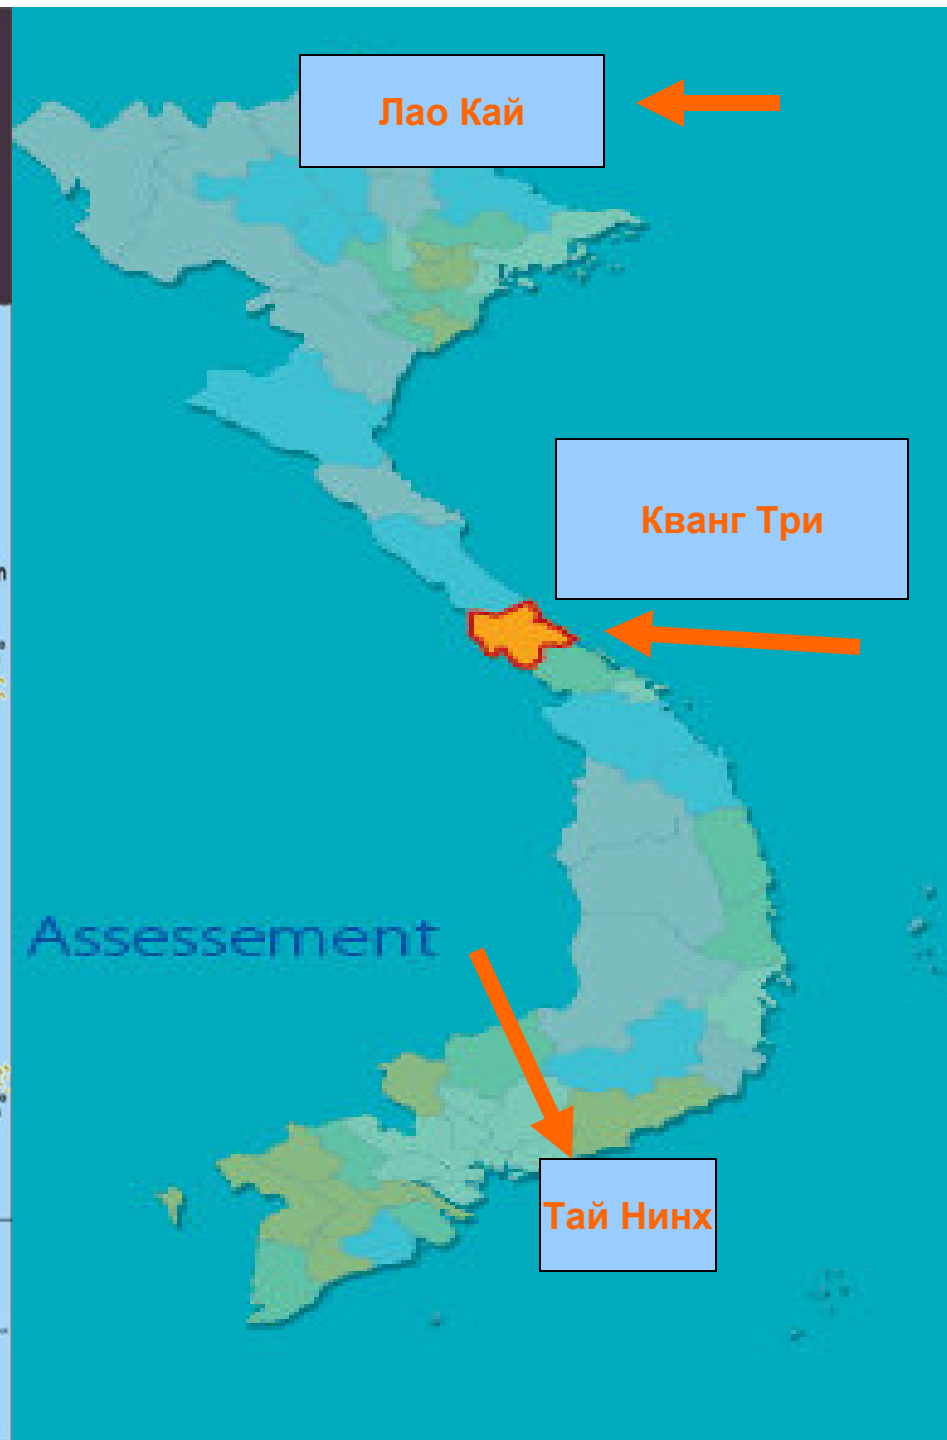 Лао Кай
Кванг Три
Assessement
Тай Нинх